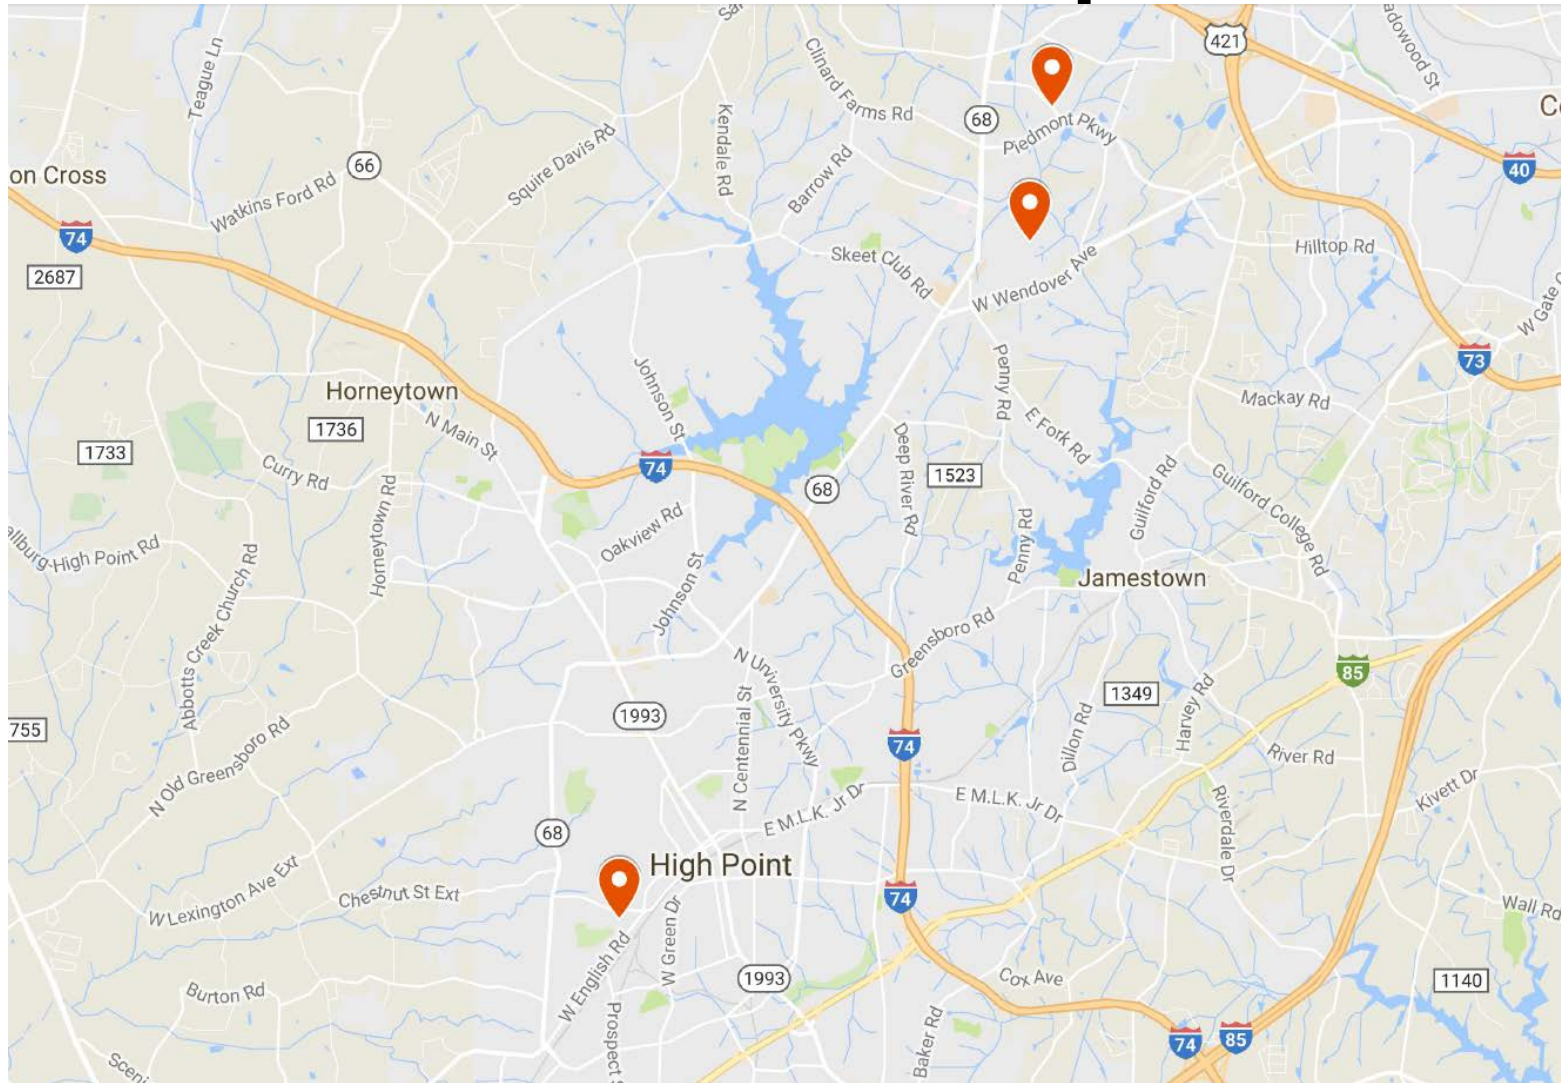 Teague Ln
Clinard Farms Rd
421
adowood St
68
Piedmont Pkwy
Kendale Rd
Squire Davis Rd
66
on Cross
Watkins Ford Rd
Barrow Rd
40
74
2687
Skeet Club Rd
W Wendover Ave
Hilltop Rd
W Gate
73
Johnson St
Penny Rd
Horneytown
N Main St
1736
1733
Curry Rd
Mackay Rd
E Fork Rd
Deep River Rd
1523
74
68
Guilford Rd
Guilford College Rd
Horneytown Rd
Oakview Rd
allburg-High Point Rd
Penny Rd
Jamestown
Johnson St
Abbotts Creek Church Rd
Greensboro Rd
N University Pkwy
85
1349
Harvey Rd
1993
N Centennial St
755
N Old Greensboro Rd
74
Dillon Rd
River Rd
Kivett Dr
E M.L.K. Jr Dr
E M.L.K. Jr Dr
Riverdale Dr
68
High Point
W Lexington Ave Ext
Chestnut St Ext
74
Wall Rd
W Green Dr
W English Rd
1993
Cox Ave
1140
Burton Rd
Prospect S
Baker Rd
74
85
Sceni